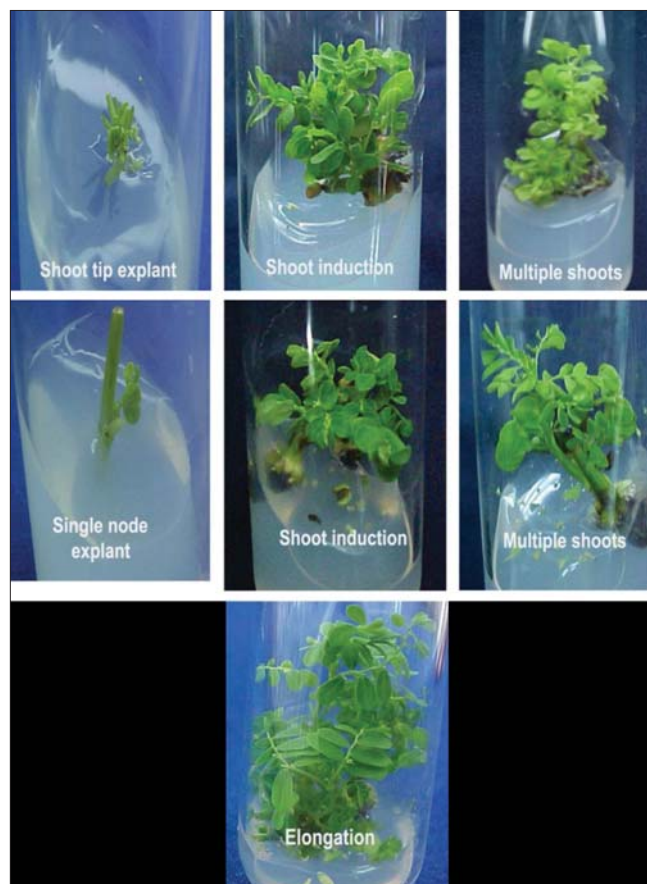 Shoot tip explant
Shoot induction
Multiple shoots
Single node
explant
Shoot induction
Multiple shoots
Elongation